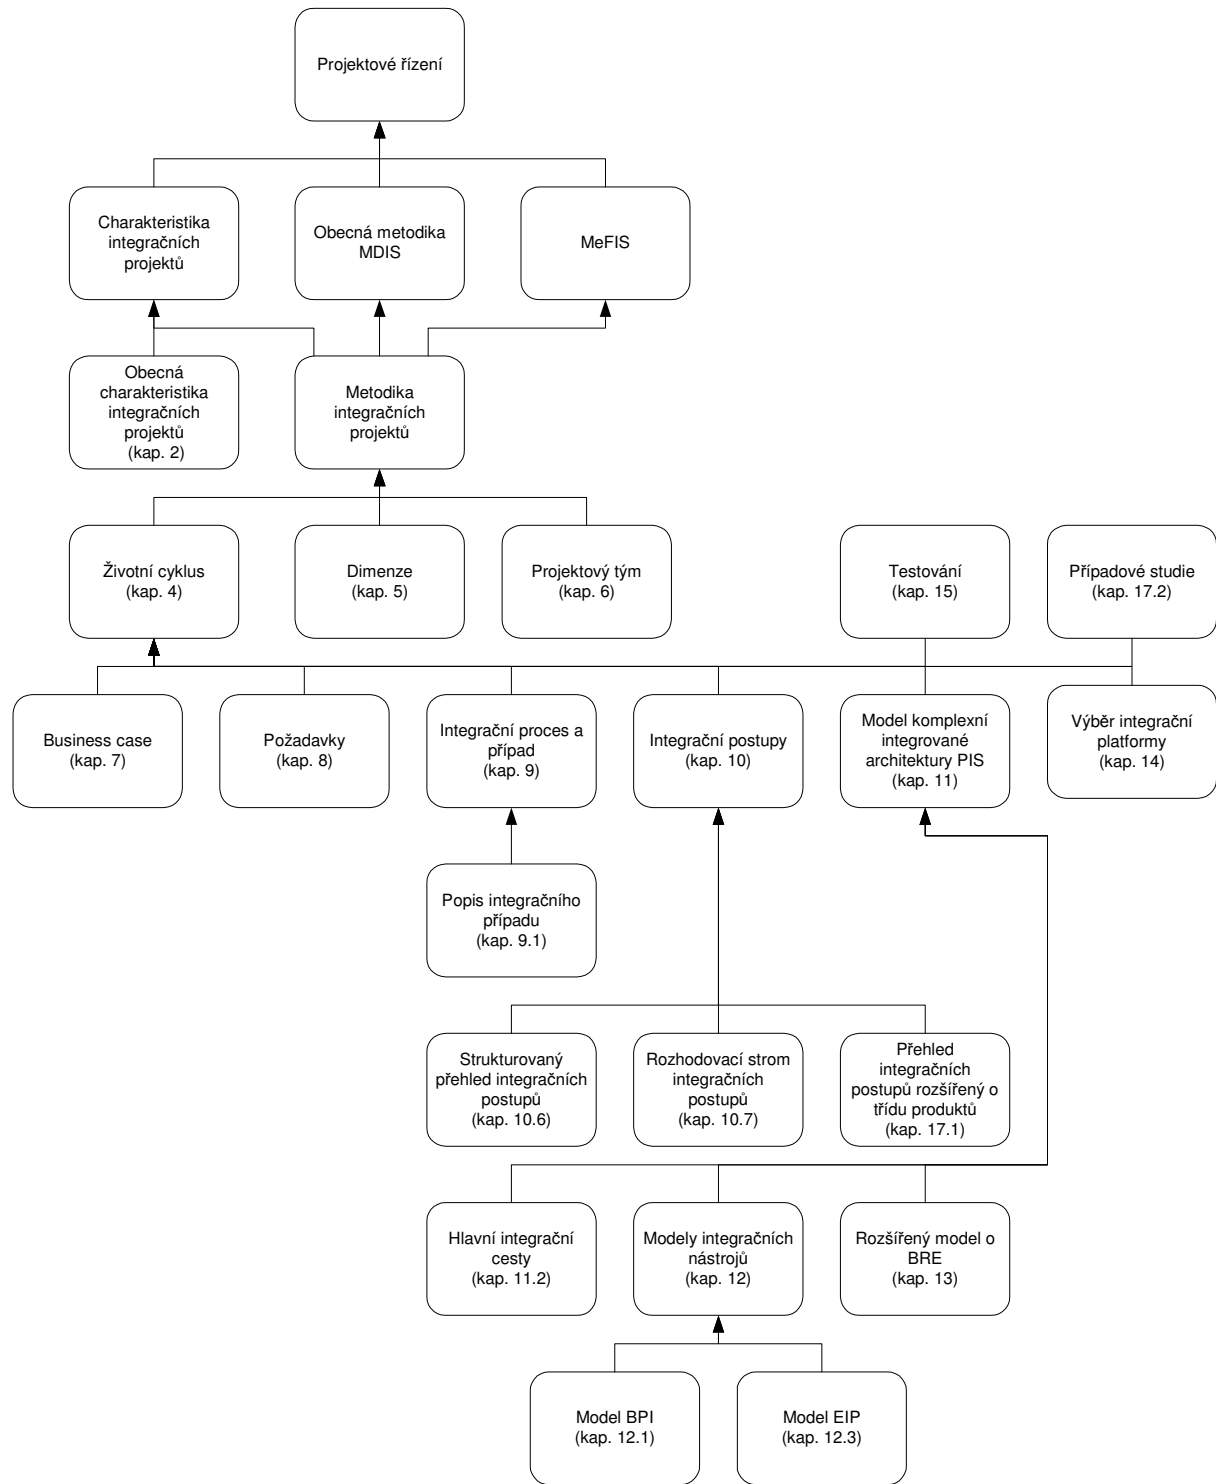 Projektové řízení
Charakteristika
integračních
projektů
Obecná metodika
MDIS
MeFIS
Obecná
charakteristika
integračních
projektů
(kap. 2)
Metodika
integračních
projektů
Životní cyklus
(kap. 4)
Dimenze
(kap. 5)
Projektový tým
(kap. 6)
Testování
(kap. 15)
Případové studie
(kap. 17.2)
Business case
(kap. 7)
Požadavky
(kap. 8)
Integrační proces a
případ
(kap. 9)
Integrační postupy
(kap. 10)
Model komplexní
integrované
architektury PIS
(kap. 11)
Výběr integrační
platformy
(kap. 14)
Popis integračního
případu
(kap. 9.1)
Strukturovaný
přehled integračních
postupů
(kap. 10.6)
Rozhodovací strom
integračních
postupů
(kap. 10.7)
Přehled
integračních
postupů rozšířený o
třídu produktů
(kap. 17.1)
Hlavní integrační
cesty
(kap. 11.2)
Modely integračních
nástrojů
(kap. 12)
Rozšířený model o
BRE
(kap. 13)
Model BPI
(kap. 12.1)
Model EIP
(kap. 12.3)